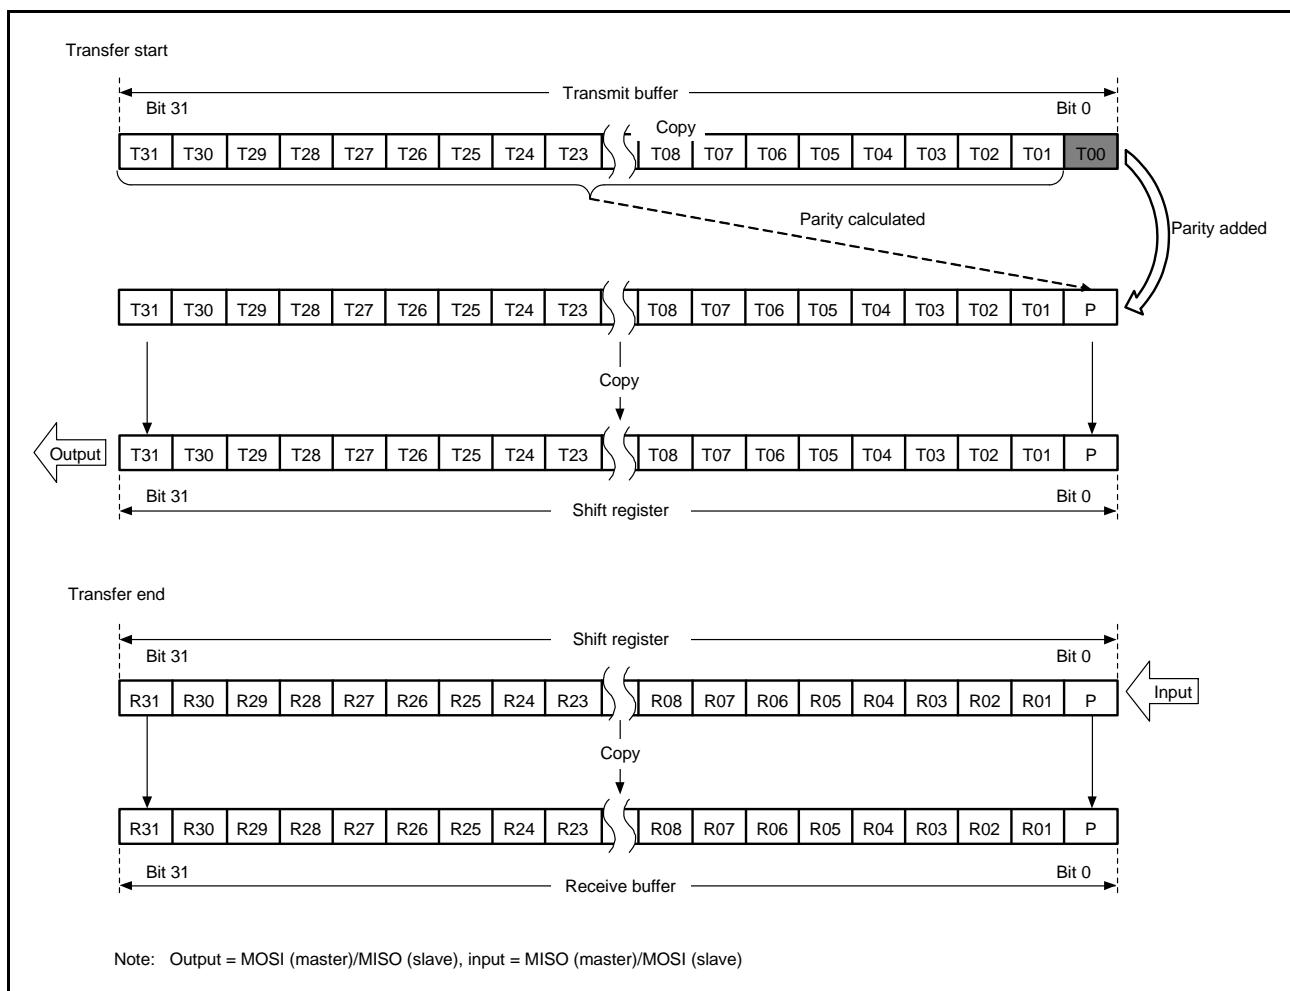 Transfer start
Transmit buffer
Bit 31 Bit 0
Copy
T31 T30 T29 T28 T27 T26 T25 T24 T23 T08 T07 T06 T05 T04 T03 T02 T01 T00
Parity calculated
Parity added
T31 T30 T29 T28 T27 T26 T25 T24 T23 T08 T07 T06 T05 T04 T03 T02 T01 P
Copy
Output
T31 T30 T29 T28 T27 T26 T25 T24 T23 T08 T07 T06 T05 T04 T03 T02 T01 P
Bit 31 Bit 0
Shift register
Transfer end
Shift register
Bit 31 Bit 0
R31 R30 R29 R28 R27 R26 R25 R24 R23 R08 R07 R06 R05 R04 R03 R02 R01 P
Input
Copy
R31 R30 R29 R28 R27 R26 R25 R24 R23 R08 R07 R06 R05 R04 R03 R02 R01 P
Bit 31 Bit 0
Receive buffer
Note: Output = MOSI (master)/MISO (slave), input = MISO (master)/MOSI (slave)